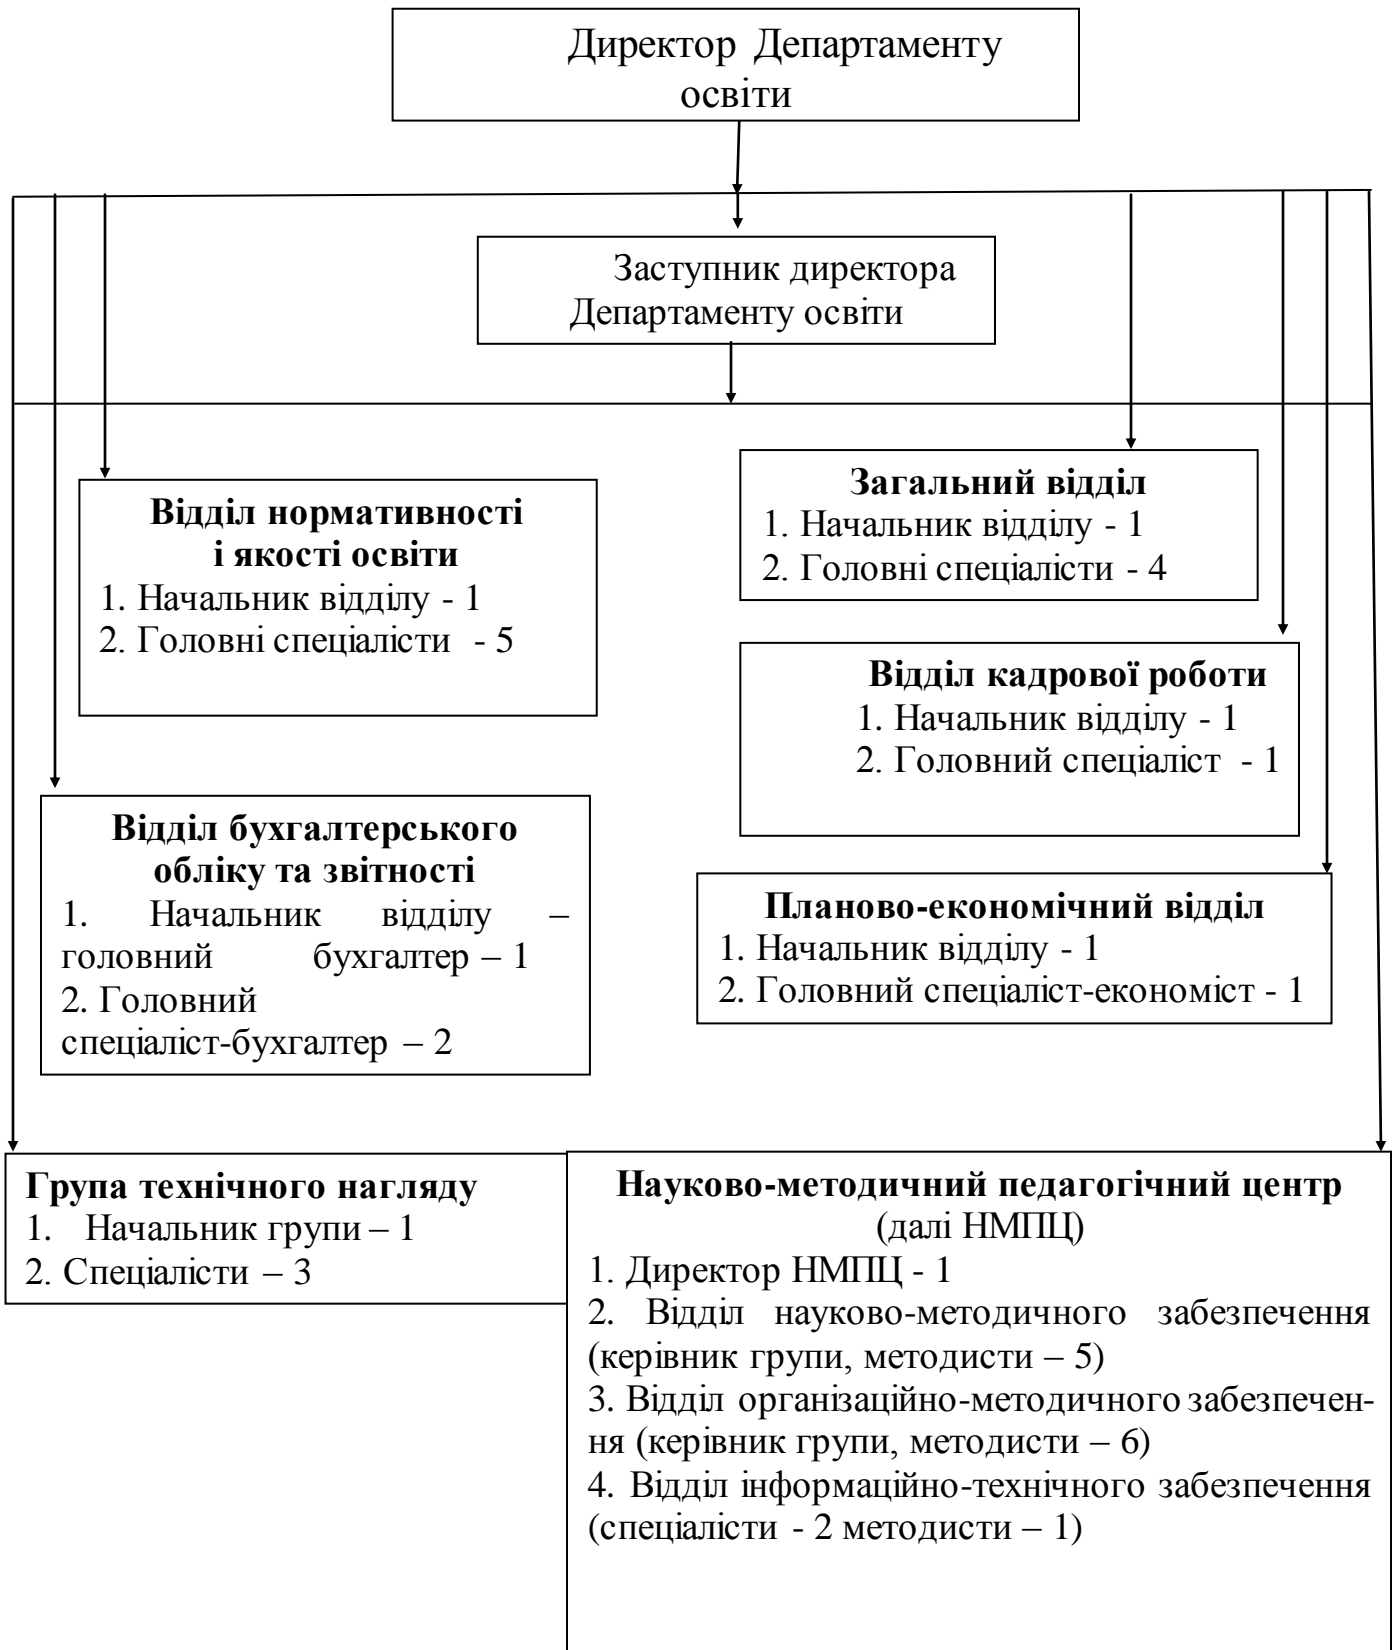 Директор Департаменту
освіти
Заступник директора
Департаменту освіти
Відділ нормативності
і якості освіти
1. Начальник відділу - 1
2. Головні спеціалісти - 5
Загальний відділ
1. Начальник відділу - 1
2. Головні спеціалісти - 4
Відділ кадрової роботи
1. Начальник відділу - 1
2. Головний спеціаліст - 1
Відділ бухгалтерського
обліку та звітності
1. Начальник відділу –
головний бухгалтер – 1
2. Головний
спеціаліст-бухгалтер – 2
Планово-економічний відділ
1. Начальник відділу - 1
2. Головний спеціаліст-економіст - 1
Група технічного нагляду
1. Начальник групи – 1
2. Спеціалісти – 3
Науково-методичний педагогічний центр
(далі НМПЦ)
1. Директор НМПЦ - 1
2. Відділ науково-методичного забезпечення
(керівник групи, методисти – 5)
3. Відділ організаційно-методичного забезпечен-
ня (керівник групи, методисти – 6)
4. Відділ інформаційно-технічного забезпечення
(спеціалісти - 2 методисти – 1)